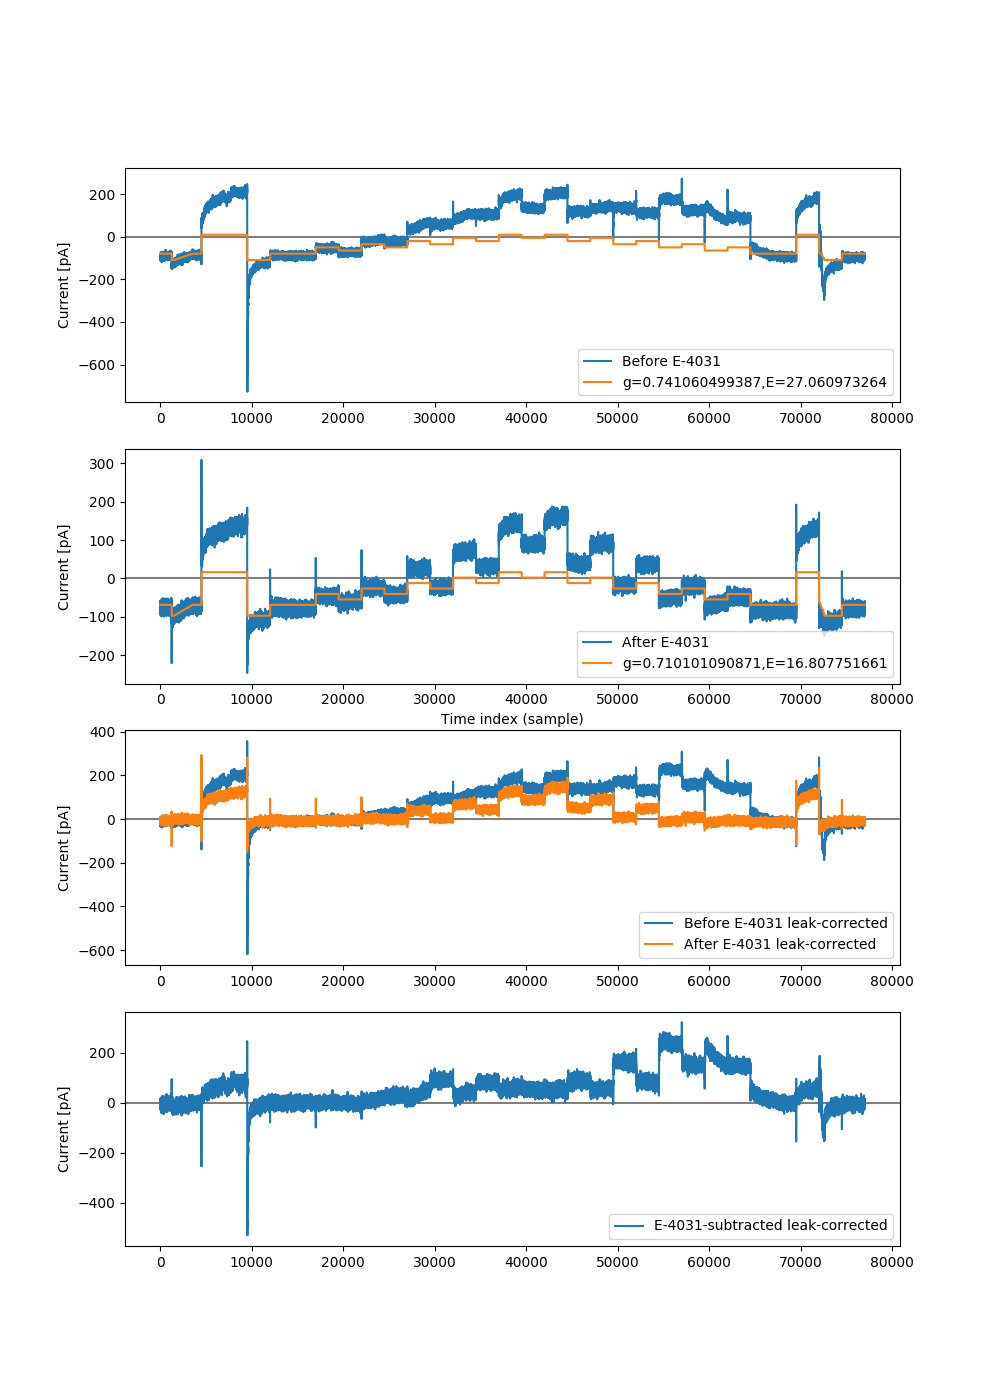 200
0
−200
−400
−600
Current [pA]
Before E-4031
g=0.741060499387,E=27.060973264
0 10000 20000 30000 40000 50000 60000 70000 80000
300
200
100
0
−100
−200
Current [pA]
After E-4031
g=0.710101090871,E=16.807751661
0 10000 20000 30000 40000 50000 60000 70000 80000
Time index (sample)
400
200
0
−200
−400
−600
Current [pA]
Before E-4031 leak-corrected
After E-4031 leak-corrected
0 10000 20000 30000 40000 50000 60000 70000 80000
200
0
−200
−400
Current [pA]
E-4031-subtracted leak-corrected
0 10000 20000 30000 40000 50000 60000 70000 80000